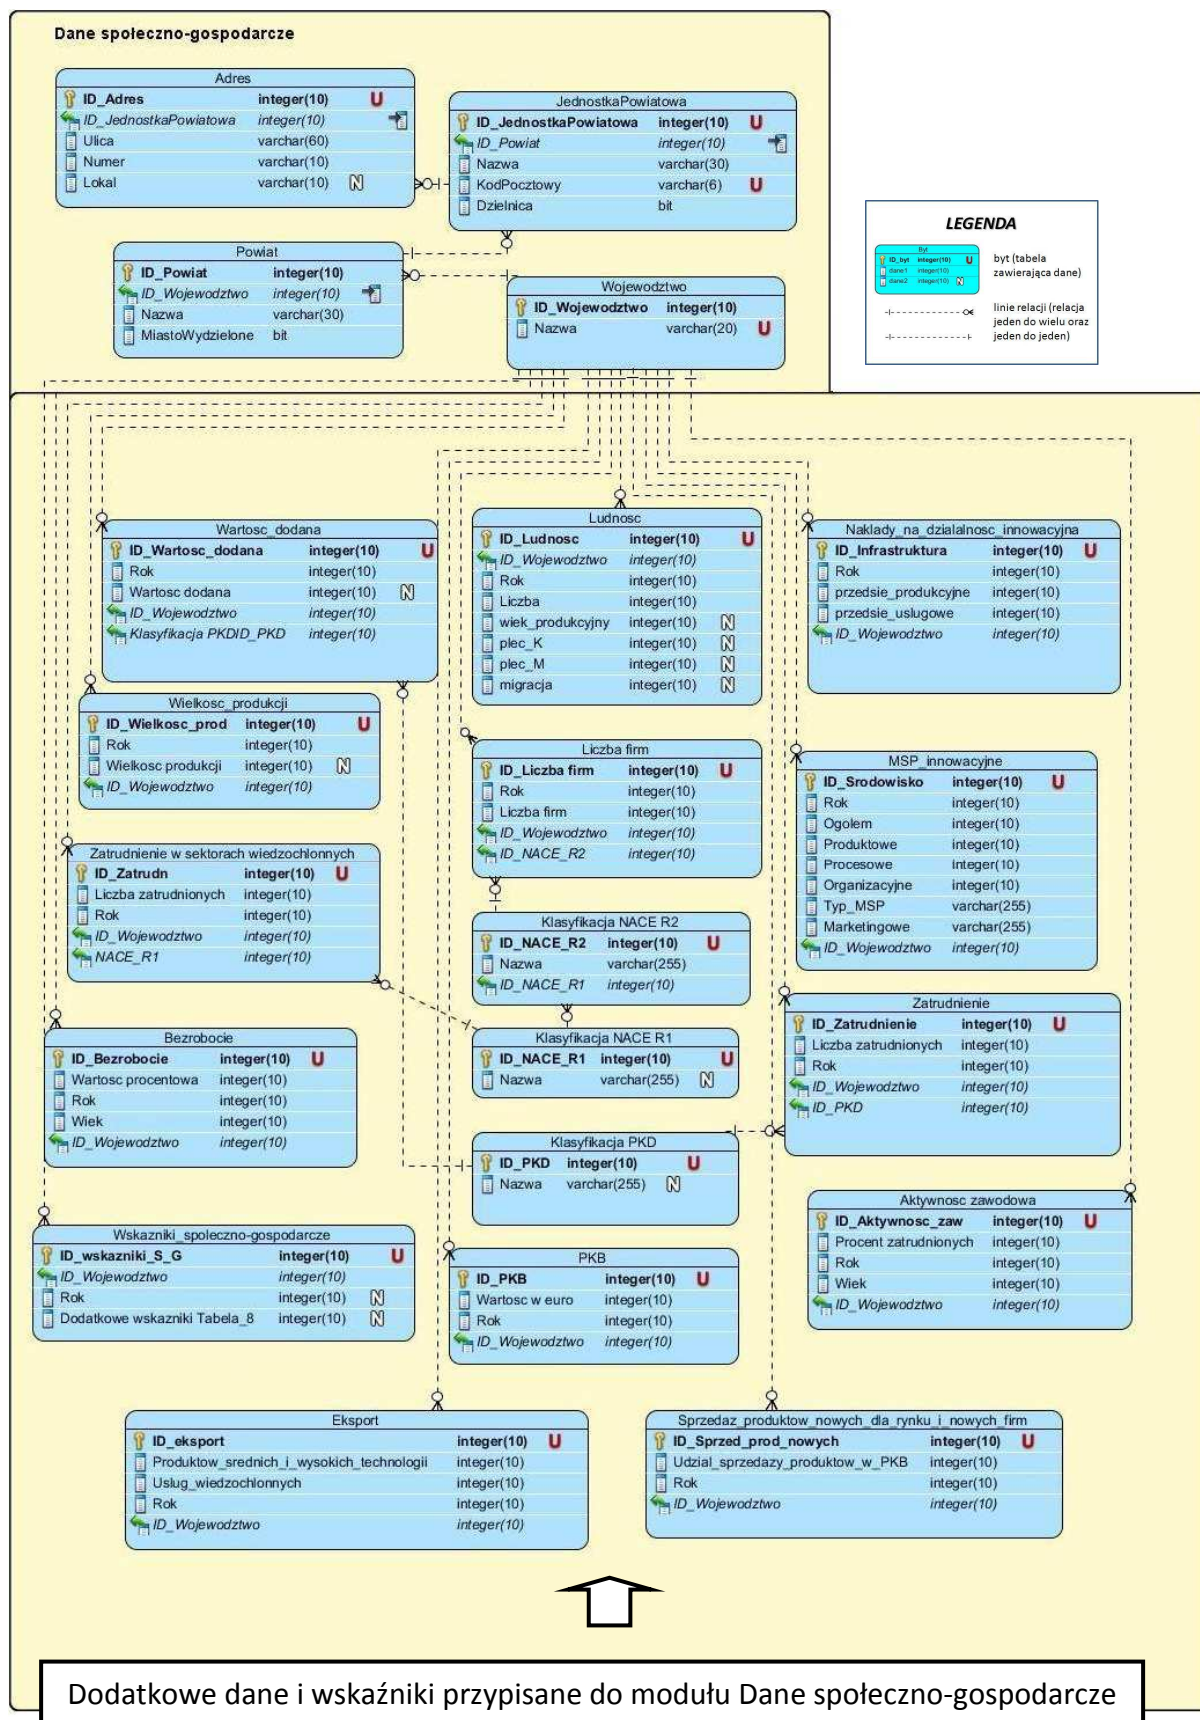 Dane społeczno-gospodarcze
Adres
ID_Adres integer(10) U
ID_JednostkaPowiatowa integer(10)
Ulica varchar(60)
Numer varchar(10)
Lokal varchar(10) N
JednostkaPowiatowa
ID_JednostkaPowiatowa integer(10) U
ID_Powiat integer(10)
Nazwa varchar(30)
KodPocztowy varchar(6) U
Dzielnica bit
Powiat
ID_Powiat integer(10)
ID_Wojewodztwo integer(10)
Nazwa varchar(30)
MiastoWydzielone bit
Wojewodztwo
ID_Wojewodztwo integer(10)
Nazwa varchar(20) U
LEGENDA
Byt
ID_byt integer(10) U
dane1 integer(10)
dane2 integer(10) N
byt (tabela
zawierająca dane)
linie relacji (relacja
jeden do wielu oraz
jeden do jeden)
Wartosc_dodana
ID_Wartosc_dodana integer(10) U
Rok integer(10)
Wartosc dodana integer(10) N
ID_Wojewodztwo integer(10)
Klasyfikacja PKDID_PKD integer(10)
Ludnosc
ID_Ludnosc integer(10) U
ID_Wojewodztwo integer(10)
Rok integer(10)
Liczba integer(10)
wiek_produkcyjny integer(10) N
plec_K integer(10) N
plec_M integer(10) N
migracja integer(10) N
Naklady_na_dzialalnosc_innowacyjna
ID_Infrastruktura integer(10) U
Rok integer(10)
przedsie_produkcyjne integer(10)
przedsie_uslugowe integer(10)
ID_Wojewodztwo integer(10)
Wielkosc_produkcji
ID_Wielkosc_prod integer(10) U
Rok integer(10)
Wielkosc produkcji integer(10) N
ID_Wojewodztwo integer(10)
Liczba firm
ID_Liczba firm integer(10) U
Rok integer(10)
Liczba firm integer(10)
ID_Wojewodztwo integer(10)
ID_NACE_R2 integer(10)
MSP_innowacyjne
ID_Srodowisko integer(10) U
Rok integer(10)
Ogolem integer(10)
Produktowe integer(10)
Procesowe integer(10)
Organizacyjne integer(10)
Typ_MSP varchar(255)
Marketingowe varchar(255)
ID_Wojewodztwo integer(10)
Zatrudnienie w sektorach wiedzochlonnych
ID_Zatrudn integer(10) U
Liczba zatrudnionych integer(10)
Rok integer(10)
ID_Wojewodztwo integer(10)
NACE_R1 integer(10)
Klasyfikacja NACE R2
ID_NACE_R2 integer(10) U
Nazwa varchar(255)
ID_NACE_R1 integer(10)
Zatrudnienie
ID_Zatrudnienie integer(10) U
Liczba zatrudnionych integer(10)
Rok integer(10)
ID_Wojewodztwo integer(10)
ID_PKD integer(10)
Bezrobocie
ID_Bezrobocie integer(10) U
Wartosc procentowa integer(10)
Rok integer(10)
Wiek integer(10)
ID_Wojewodztwo integer(10)
Klasyfikacja NACE R1
ID_NACE_R1 integer(10) U
Nazwa varchar(255) N
Klasyfikacja PKD
ID_PKD integer(10) U
Nazwa varchar(255) N
Aktywnosc zawodowa
ID_Aktywnosc_zaw integer(10) U
Procent zatrudnionych integer(10)
Rok integer(10)
Wiek integer(10)
ID_Wojewodztwo integer(10)
Wskazniki_spoleczno-gospodarcze
ID_wskazniki_S_G integer(10) U
ID_Wojewodztwo integer(10)
Rok integer(10) N
Dodatkowe wskazniki Tabela_8 integer(10) N
PKB
ID_PKB integer(10) U
Wartosc w euro integer(10)
Rok integer(10)
ID_Wojewodztwo integer(10)
Eksport
ID_eksport integer(10) U
Produktow_srednich_i_wysokich_technologii integer(10)
Uslug_wiedzochlonnych integer(10)
Rok integer(10)
ID_Wojewodztwo integer(10)
Sprzedaz_produktow_nowych_dla_rynku_i_nowych_firm
ID_Sprzed_prod_nowych integer(10) U
Udzial_sprzedazy_produktow_w_PKB integer(10)
Rok integer(10)
ID_Wojewodztwo integer(10)
Dodatkowe dane i wskaźniki przypisane do modułu Dane społeczno-gospodarcze